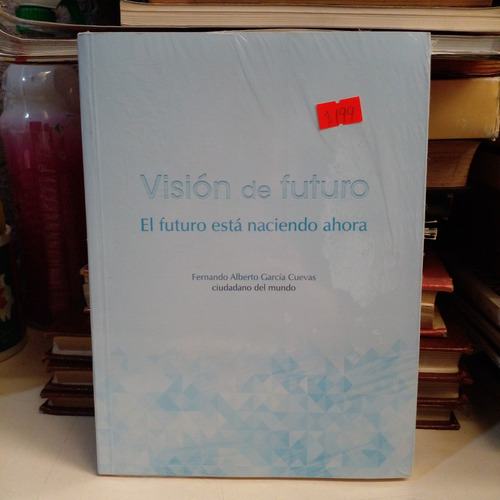 Visión de futuro
El futuro está naciendo ahora
Fernando Alberto García Cuevas
ciudadano del mundo